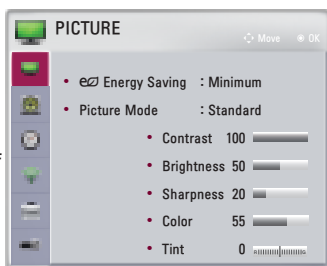 PICTURE
Move OK
Energy Saving : Minimum
• Picture Mode : Standard
• Contrast 100
• Brightness 50
• Sharpness 20
• Color 55
• Tint 0